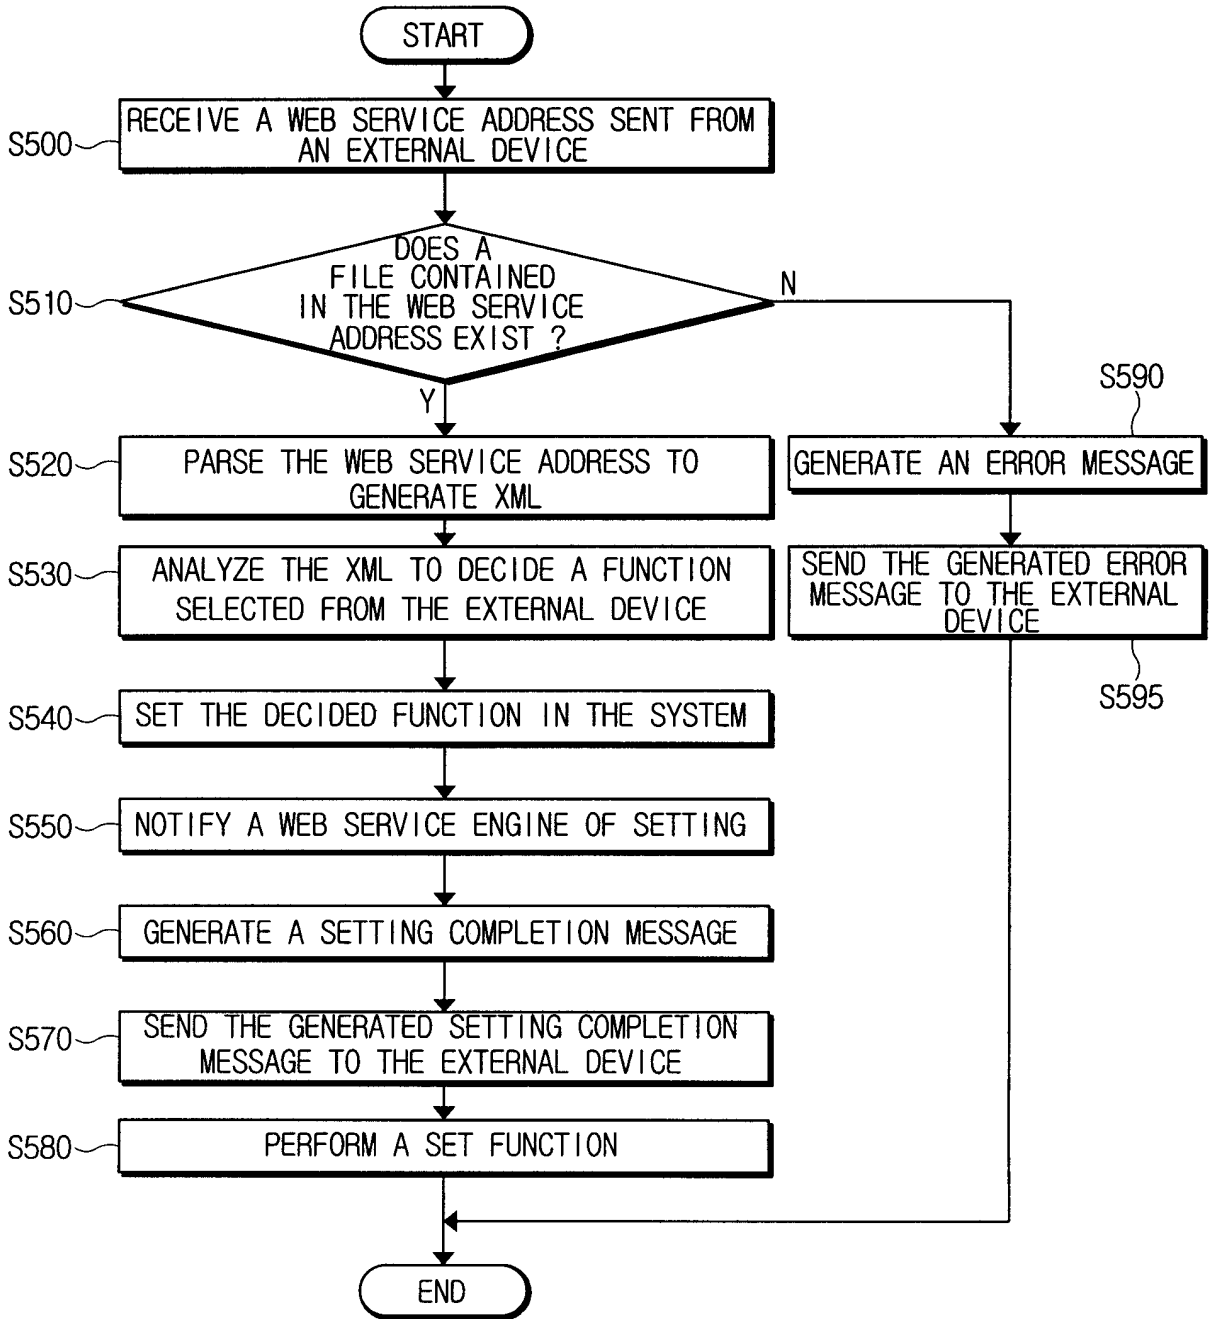 START
S500
RECEIVE A WEB SERVICE ADDRESS SENT FROM
AN EXTERNAL DEVICE
S510
DOES A
FILE CONTAINED
IN THE WEB SERVICE
ADDRESS EXIST ?
N
Y
S590
S520
PARSE THE WEB SERVICE ADDRESS TO
GENERATE XML
GENERATE AN ERROR MESSAGE
S530
ANALYZE THE XML TO DECIDE A FUNCTION
SELECTED FROM THE EXTERNAL DEVICE
SEND THE GENERATED ERROR
MESSAGE TO THE EXTERNAL
DEVICE
S595
S540
SET THE DECIDED FUNCTION IN THE SYSTEM
S550
NOTIFY A WEB SERVICE ENGINE OF SETTING
S560
GENERATE A SETTING COMPLETION MESSAGE
S570
SEND THE GENERATED SETTING COMPLETION
MESSAGE TO THE EXTERNAL DEVICE
S580
PERFORM A SET FUNCTION
END